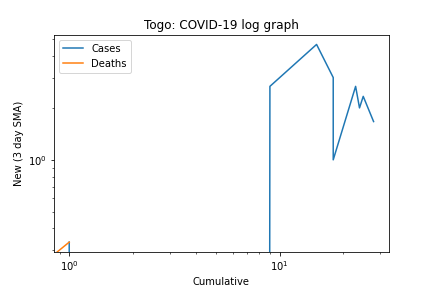 Togo: COVID-19 log graph
Cases
Deaths
New (3 day SMA)
10⁰
10⁰
10¹
Cumulative